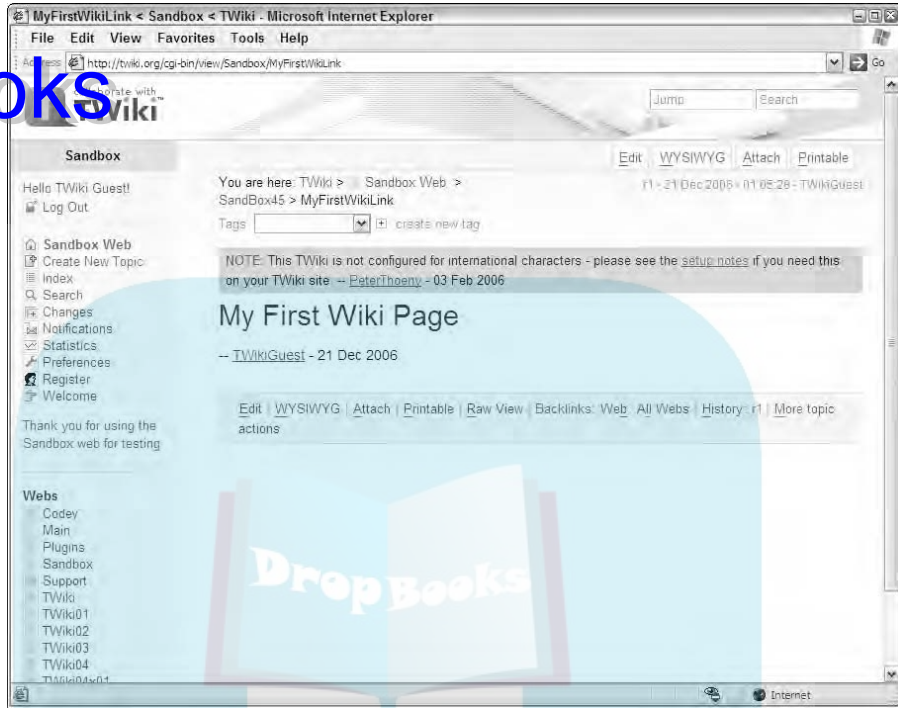 MyFirstWikiLink < Sandbox < TWiki - Microsoft Internet Explorer
File Edit View Favorites Tools Help
Address http://twiki.org/cgi-bin/view/Sandbox/MyFirstWikiLink Go
oks
collaborate with
TWiki™
Jump Search
Sandbox
Edit WYSIWYG Attach Printable
Hello TWiki Guest!
Log Out
You are here: TWiki > Sandbox Web >
SandBox45 > MyFirstWikiLink
r1 - 21 Dec 2006 - 01:05:28 - TWikiGuest
Tags create new tag
Sandbox Web
Create New Topic
Index
Search
Changes
Notifications
Statistics
Preferences
Register
Welcome
NOTE: This TWiki is not configured for international characters - please see the setup notes if you need this
on your TWiki site. -- PeterThoeny - 03 Feb 2006
My First Wiki Page
-- TWikiGuest - 21 Dec 2006
Edit | WYSIWYG | Attach | Printable | Raw View | Backlinks: Web, All Webs | History: r1 | More topic
actions
Thank you for using the
Sandbox web for testing
Webs
Codev
Main
Plugins
Sandbox
Support
TWiki
TWiki01
TWiki02
TWiki03
TWiki04
TWiki04x01
DropBooks
Internet